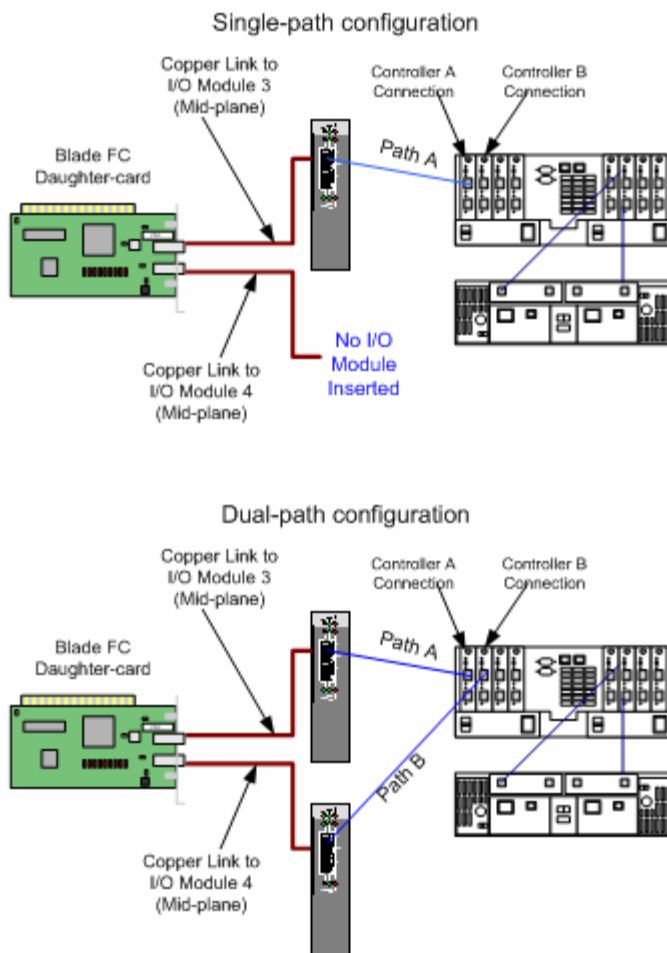 Single-path configuration
Copper Link to
I/O Module 3
(Mid-plane)
Controller A
Connection
Controller B
Connection
Blade FC
Daughter-card
Path A
Copper Link to
I/O Module 4
(Mid-plane)
No I/O
Module
Inserted
Dual-path configuration
Copper Link to
I/O Module 3
(Mid-plane)
Controller A
Connection
Controller B
Connection
Blade FC
Daughter-card
Path A
Path B
Copper Link to
I/O Module 4
(Mid-plane)